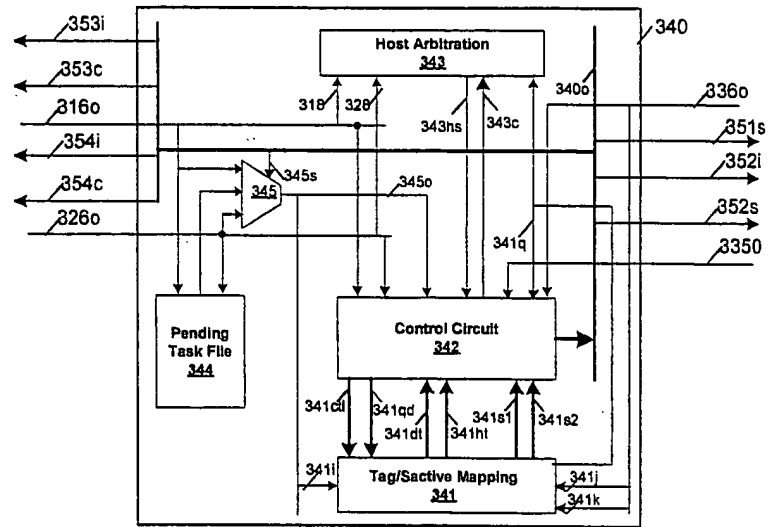 353i
353c
316o
354i
354c
326o
Host Arbitration
343
318
328
343hs
343c
340o
340
336o
351s
352i
352s
3350
345s
345
345o
341q
Pending
Task File
344
Control Circuit
342
341cd
341qd
341dt
341ht
341s1
341s2
341i
Tag/Sactive Mapping
341
341j
341k